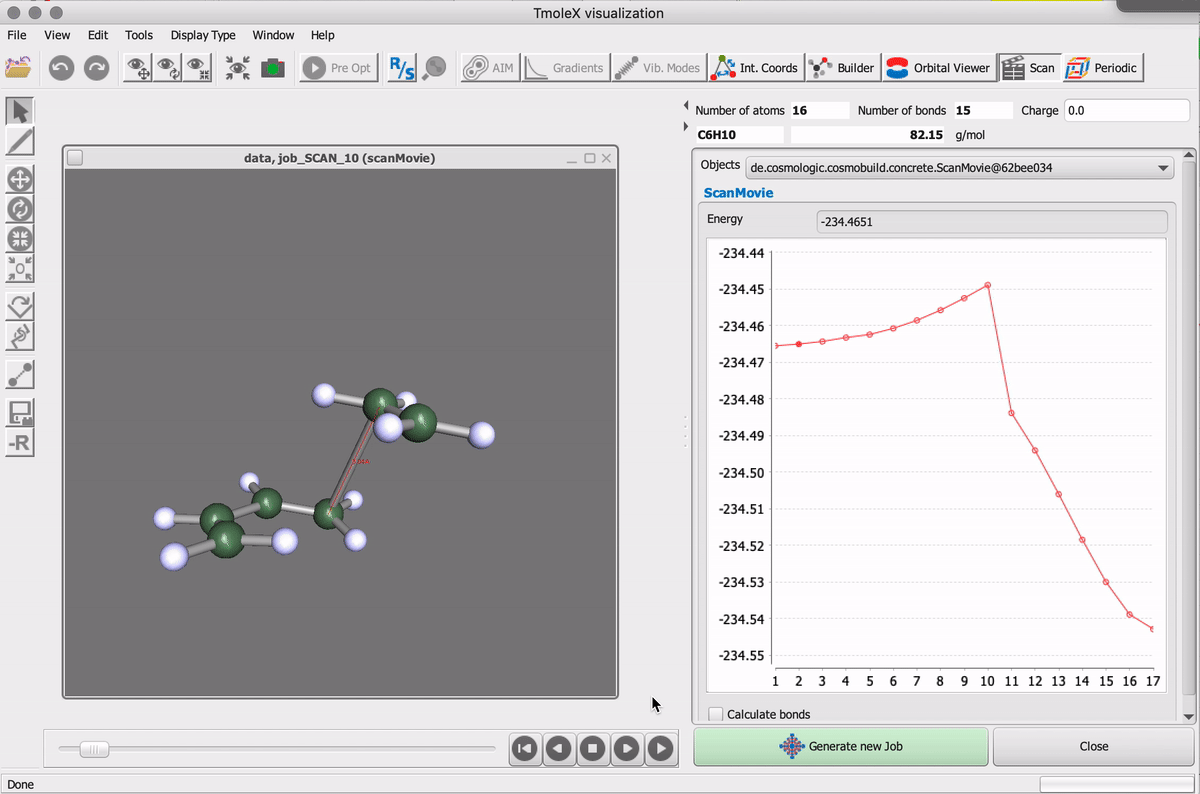 TmoleX visualization
File View Edit Tools Display Type Window Help
R/S Pre Opt AIM Gradients Vib. Modes Int. Coords Builder Orbital Viewer Scan Periodic
Number of atoms 16 Number of bonds 15 Charge 0.0
C6H10 82.15 g/mol
data, job_SCAN_10 (scanMovie)
Objects de.cosmologic.cosmobuild.concrete.ScanMovie@62bee034
ScanMovie
Energy -234.4651
-234.44
-234.45
-234.46
-234.47
-234.48
-234.49
-234.50
-234.51
-234.52
-234.53
-234.54
-234.55
1 2 3 4 5 6 7 8 9 10 11 12 13 14 15 16 17
-R
Calculate bonds
Generate new Job Close
Done